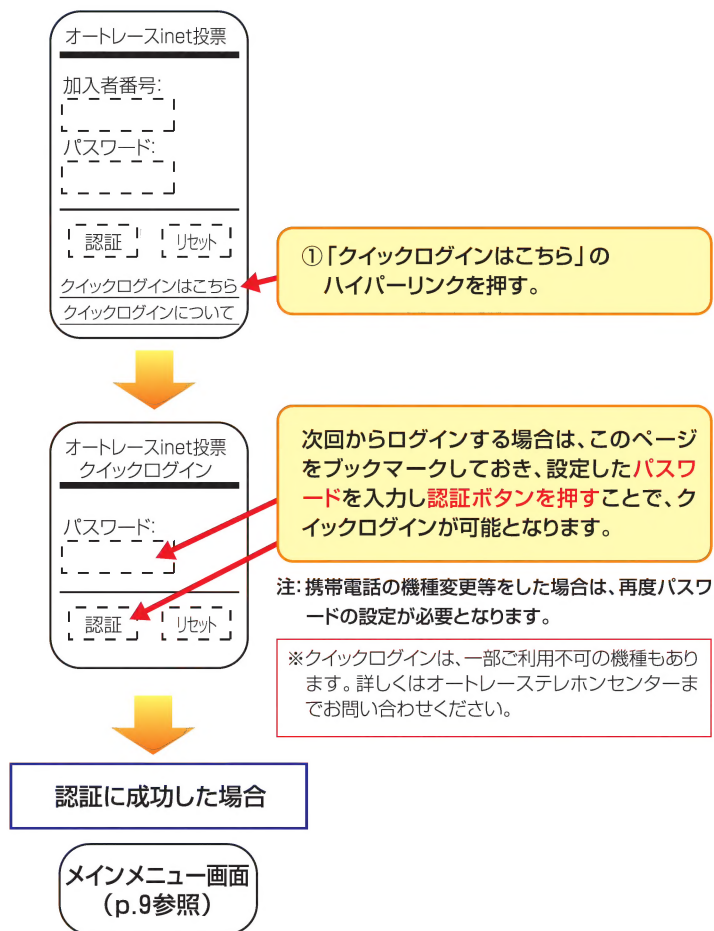 オートレースinet投票
加入者番号:
パスワード:
認証 リセット
クイックログインはこちら
クイックログインについて
①「クイックログインはこちら」の
ハイパーリンクを押す。
オートレースinet投票
クイックログイン
パスワード:
認証 リセット
次回からログインする場合は、このページ
をブックマークしておき、設定したパスワ
ードを入力し認証ボタンを押すことで、ク
イックログインが可能となります。
注:携帯電話の機種変更等をした場合は、再度パスワ
ードの設定が必要となります。
※クイックログインは、一部ご利用不可の機種もあり
ます。詳しくはオートレーステレホンセンターま
でお問い合わせください。
認証に成功した場合
メインメニュー画面
(p.9参照)